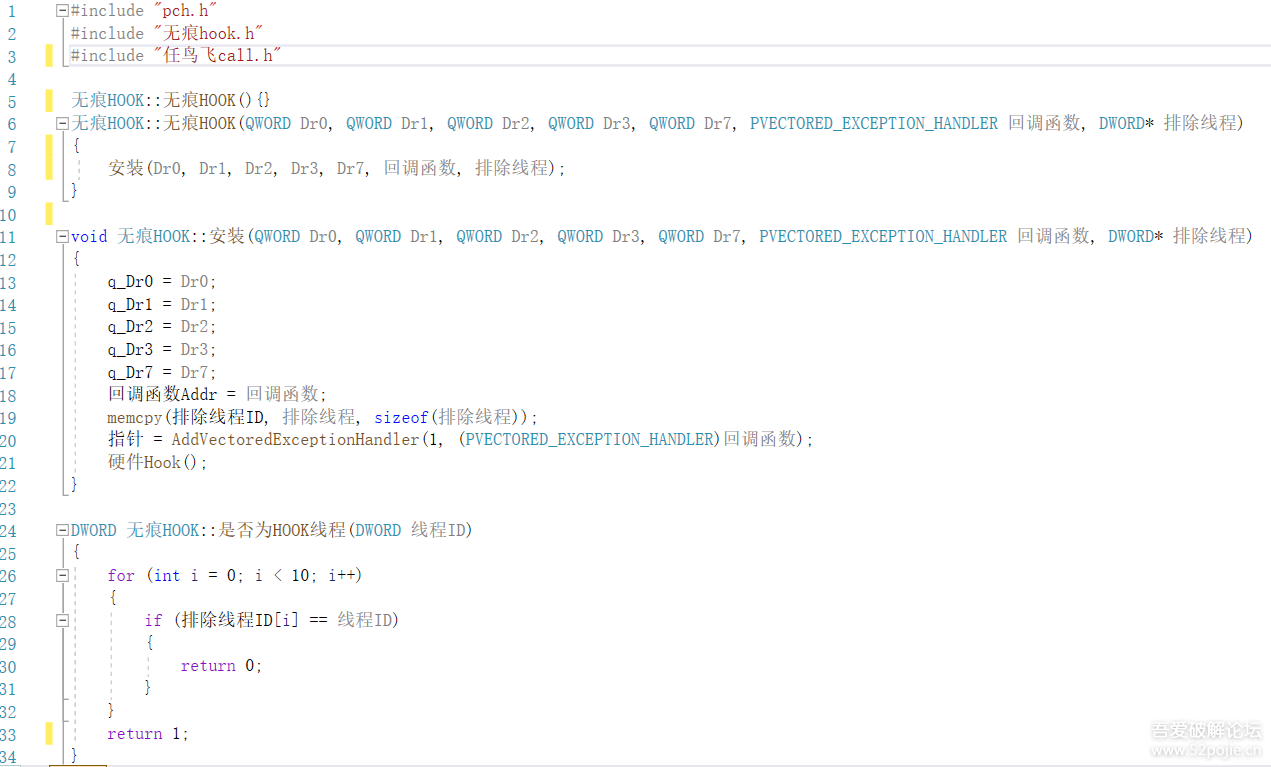 1 #include "pch.h"
2 #include "无痕hook.h"
3 #include "任鸟飞call.h"
4
5 无痕HOOK::无痕HOOK(){}
6 无痕HOOK::无痕HOOK(QWORD Dr0, QWORD Dr1, QWORD Dr2, QWORD Dr3, QWORD Dr7, PVECTORED_EXCEPTION_HANDLER 回调函数, DWORD* 排除线程)
7 {
8 安装(Dr0, Dr1, Dr2, Dr3, Dr7, 回调函数, 排除线程);
9 }
10
11 void 无痕HOOK::安装(QWORD Dr0, QWORD Dr1, QWORD Dr2, QWORD Dr3, QWORD Dr7, PVECTORED_EXCEPTION_HANDLER 回调函数, DWORD* 排除线程)
12 {
13 q_Dr0 = Dr0;
14 q_Dr1 = Dr1;
15 q_Dr2 = Dr2;
16 q_Dr3 = Dr3;
17 q_Dr7 = Dr7;
18 回调函数Addr = 回调函数;
19 memcpy(排除线程ID, 排除线程, sizeof(排除线程));
20 指针 = AddVectoredExceptionHandler(1, (PVECTORED_EXCEPTION_HANDLER)回调函数);
21 硬件Hook();
22 }
23
24 DWORD 无痕HOOK::是否为HOOK线程(DWORD 线程ID)
25 {
26 for (int i = 0; i < 10; i++)
27 {
28 if (排除线程ID[i] == 线程ID)
29 {
30 return 0;
31 }
32 }
33 return 1;
34 }
吾爱破解论坛
www.52pojie.cn